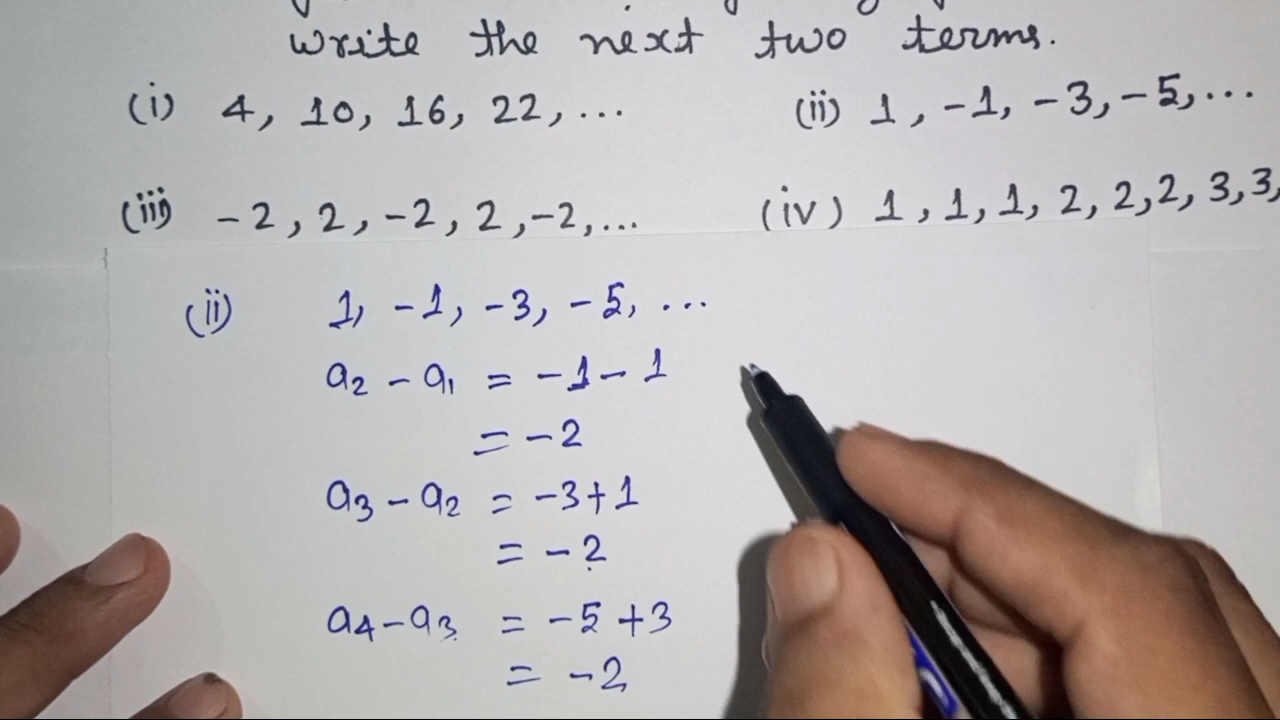 write the next two terms.
(i) 4, 10, 16, 22, ... (ii) 1, -1, -3, -5, ...
(iii) -2, 2, -2, 2, -2, ... (iv) 1, 1, 1, 2, 2, 2, 3, 3,
(ii) 1, -1, -3, -5, ...
a₂ - a₁ = -1 - 1
= -2
a₃ - a₂ = -3+1
= -2
a₄ - a₃ = -5 +3
= -2